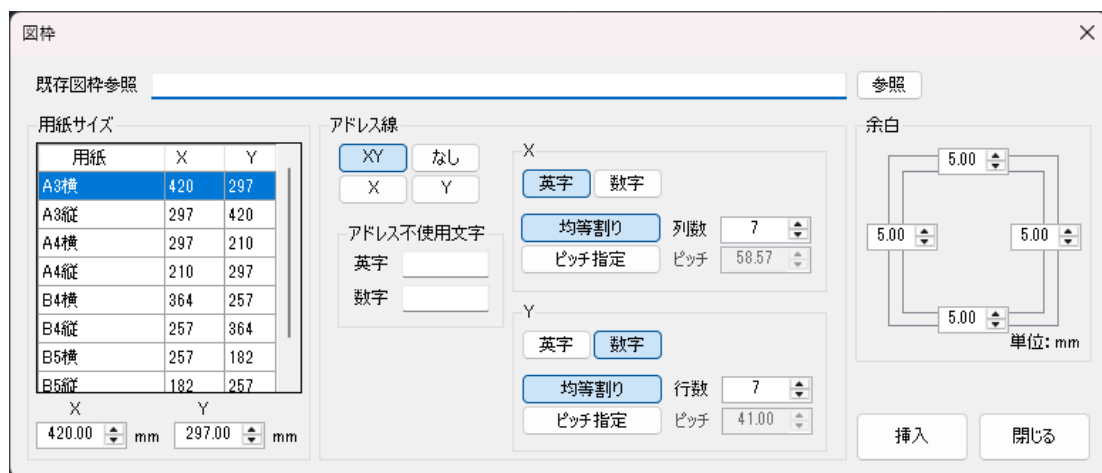 図枠
既存図枠参照 参照
用紙サイズ
用紙 X Y
A3横 420 297
A3縦 297 420
A4横 297 210
A4縦 210 297
B4横 364 257
B4縦 257 364
B5横 257 182
B5縦 182 257
X Y
420.00 mm 297.00 mm
アドレス線
XY なし
X Y
アドレス不使用文字
英字
数字
X
英字 数字
均等割り 列数 7
ピッチ指定 ピッチ 58.57
Y
英字 数字
均等割り 行数 7
ピッチ指定 ピッチ 41.00
余白
5.00
5.00 5.00
5.00
単位: mm
挿入 閉じる